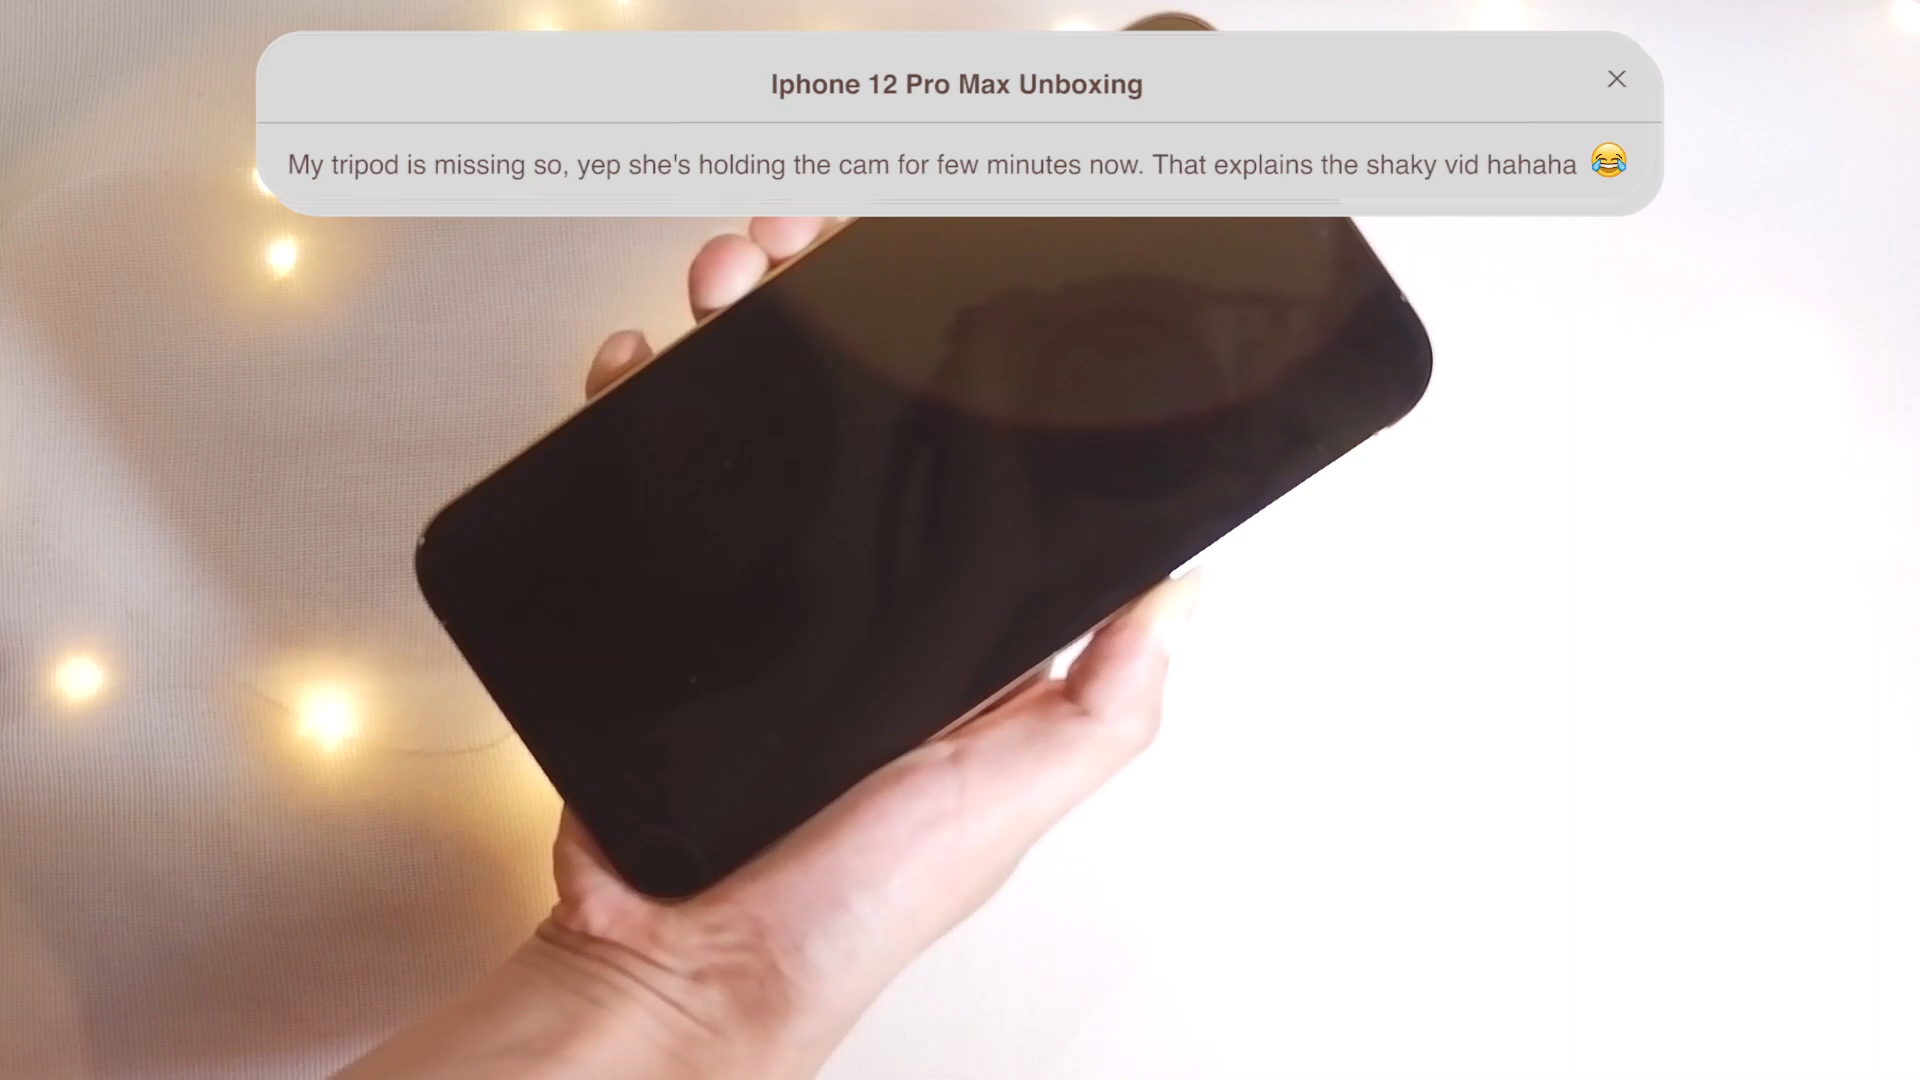 Iphone 12 Pro Max Unboxing
My tripod is missing so, yep she's holding the cam for few minutes now. That explains the shaky vid hahaha 😂